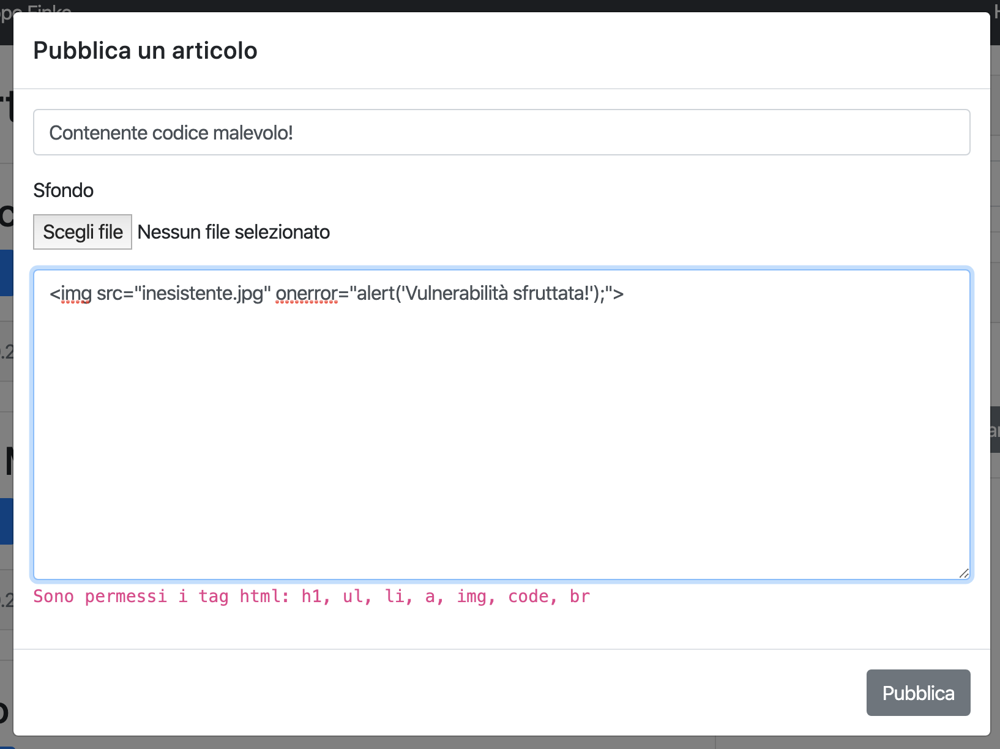 Pubblica un articolo
Contenente codice malevolo!
Sfondo
Scegli file Nessun file selezionato
<img src="inesistente.jpg" onerror="alert('Vulnerabilità sfruttata!');">
Sono permessi i tag html: h1, ul, li, a, img, code, br
Pubblica